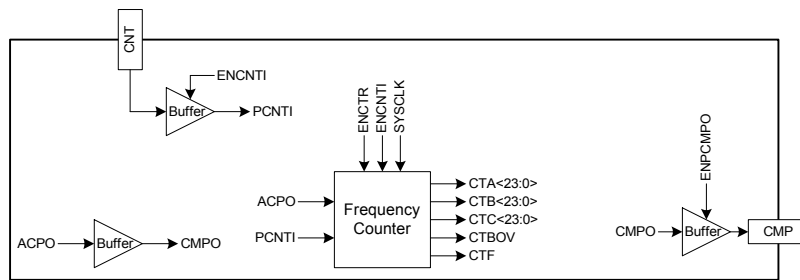 CNT
ENCNTI
Buffer
PCNTI
ENCTR
ENCNTI
SYSCLK
ENPCMPO
ACPO
PCNTI
Frequency
Counter
CTA<23:0>
CTB<23:0>
CTC<23:0>
CTBOV
CTF
ACPO
Buffer
CMPO
CMPO
Buffer
CMP